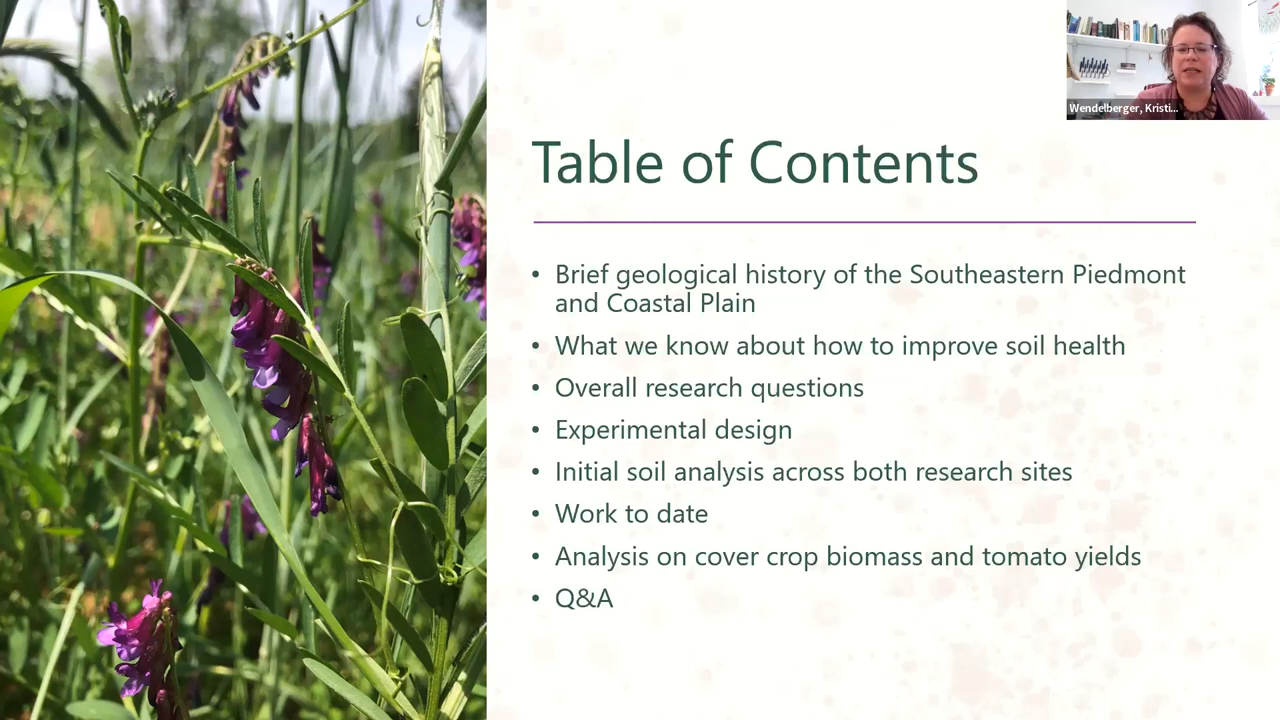 Wendelberger, Kristi...
Table of Contents
• Brief geological history of the Southeastern Piedmont
and Coastal Plain
• What we know about how to improve soil health
• Overall research questions
• Experimental design
• Initial soil analysis across both research sites
• Work to date
• Analysis on cover crop biomass and tomato yields
• Q&A